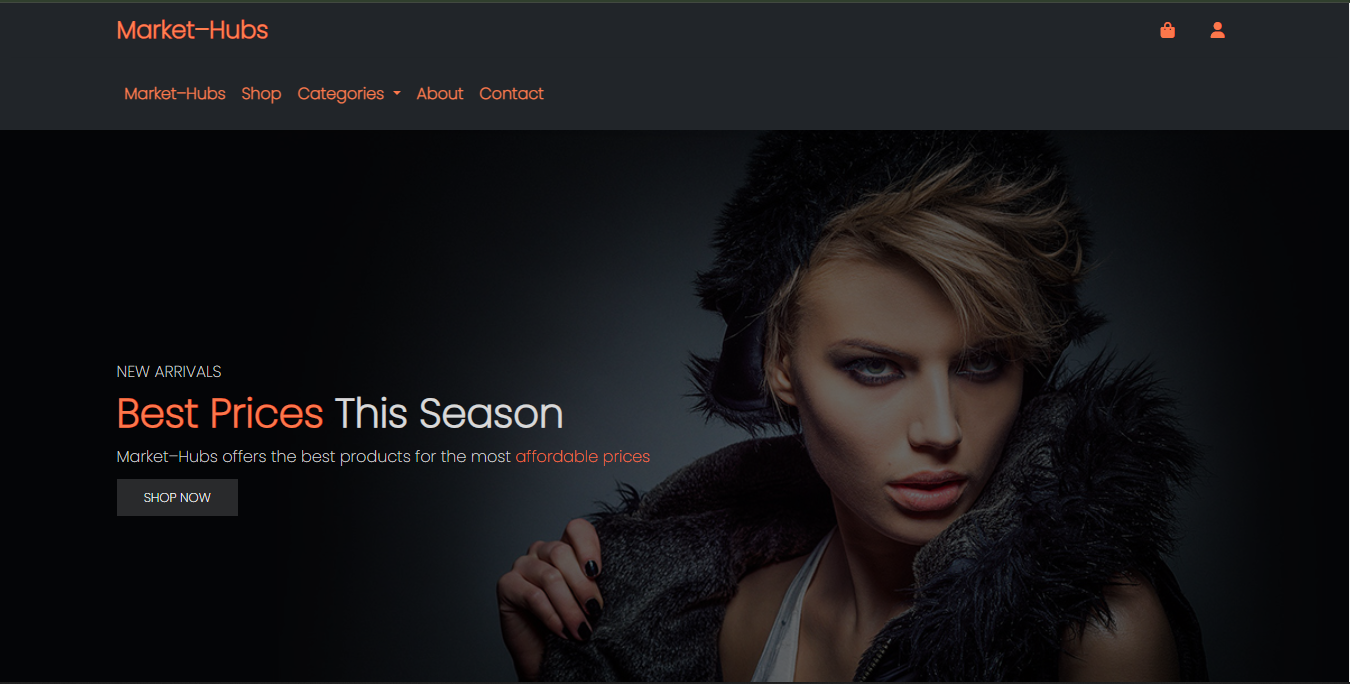 Market–Hubs
Market–Hubs Shop Categories About Contact
NEW ARRIVALS
Best Prices This Season
Market–Hubs offers the best products for the most affordable prices
SHOP NOW